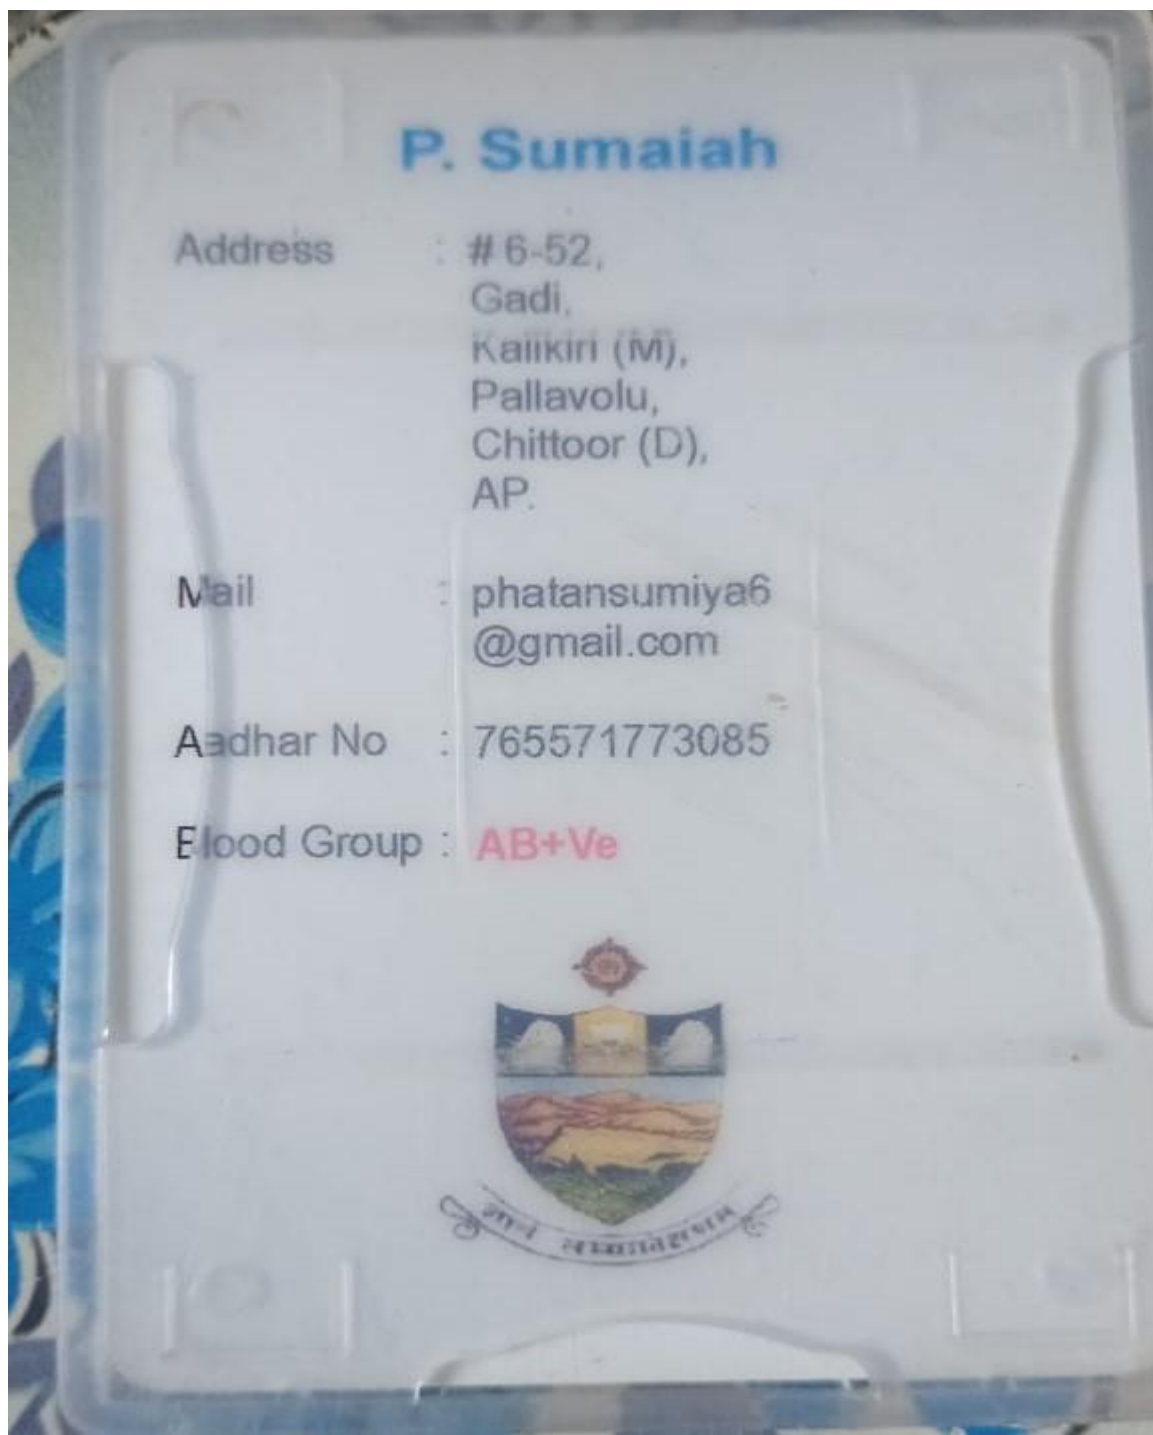 P. Sumaiah
Address : # 6-52,
Gadi,
Kalikiri (M),
Pallavolu,
Chittoor (D),
AP.
Mail : phatansumiya6
@gmail.com
Aadhar No : 765571773085
Blood Group : AB+Ve